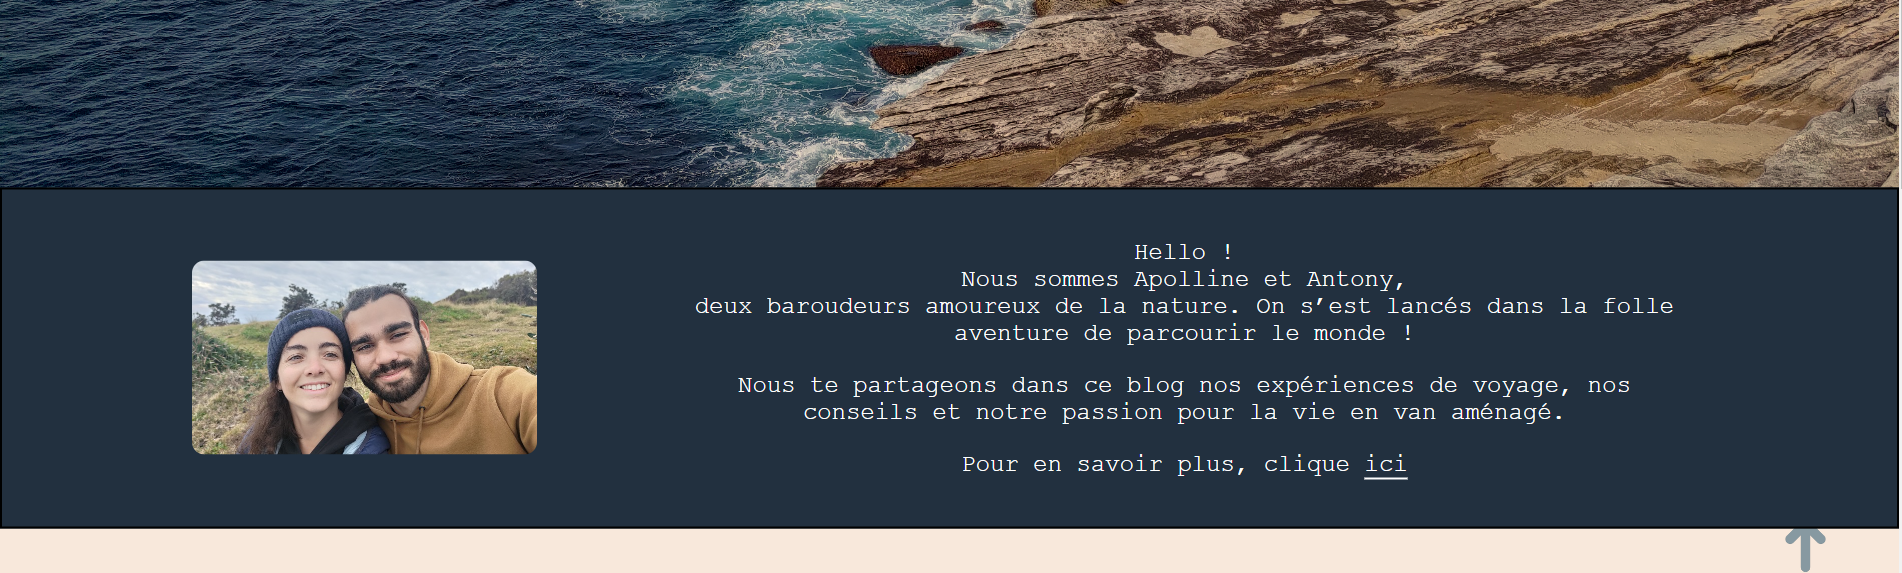 Hello !
Nous sommes Apolline et Antony,
deux baroudeurs amoureux de la nature. On s’est lancés dans la folle
aventure de parcourir le monde !
Nous te partageons dans ce blog nos expériences de voyage, nos
conseils et notre passion pour la vie en van aménagé.
Pour en savoir plus, clique ici